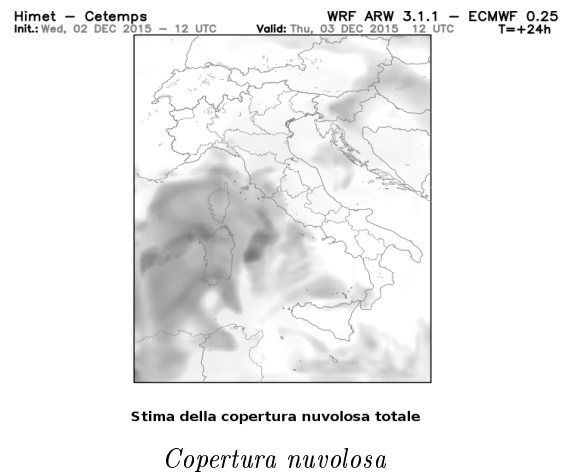 Himet – Cetemps WRF ARW 3.1.1 – ECMWF 0.25
Init.: Wed, 02 DEC 2015 – 12 UTC Valid: Thu, 03 DEC 2015 12 UTC T=+24h
Stima della copertura nuvolosa totale
Copertura nuvolosa